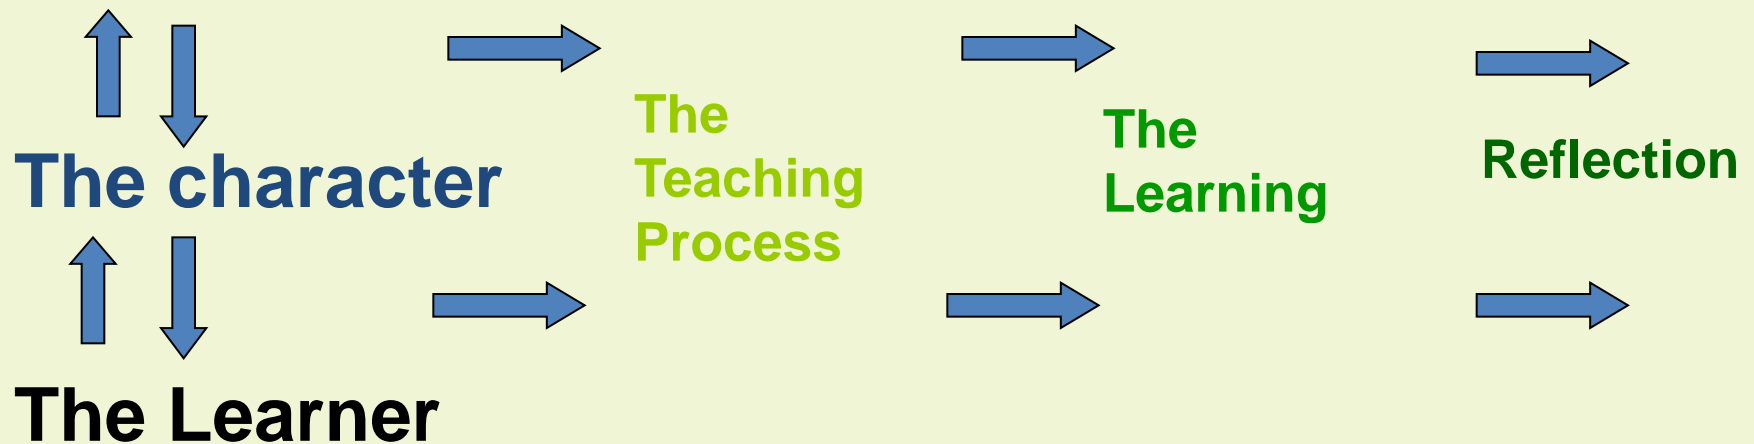 The character
The
Teaching
Process
The
Learning
Reflection
The Learner